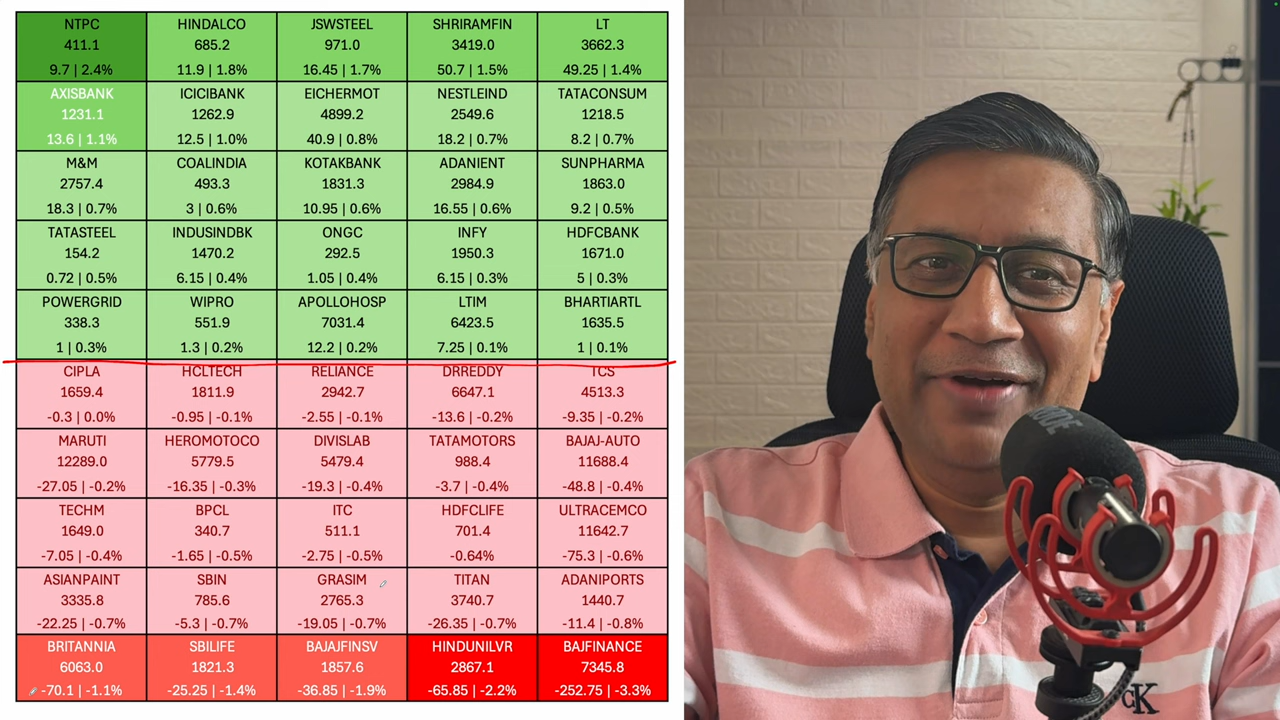 NTPC HINDALCO JSWSTEEL SHRIRAMFIN LT
411.1 685.2 971.0 3419.0 3662.3
9.7 | 2.4% 11.9 | 1.8% 16.45 | 1.7% 50.7 | 1.5% 49.25 | 1.4%
AXISBANK ICICIBANK EICHERMOT NESTLEIND TATACONSUM
1231.1 1262.9 4899.2 2549.6 1218.5
13.6 | 1.1% 12.5 | 1.0% 40.9 | 0.8% 18.2 | 0.7% 8.2 | 0.7%
M&M COALINDIA KOTAKBANK ADANIENT SUNPHARMA
2757.4 493.3 1831.3 2984.9 1863.0
18.3 | 0.7% 3 | 0.6% 10.95 | 0.6% 16.55 | 0.6% 9.2 | 0.5%
TATASTEEL INDUSINDBK ONGC INFY HDFCBANK
154.2 1470.2 292.5 1950.3 1671.0
0.72 | 0.5% 6.15 | 0.4% 1.05 | 0.4% 6.15 | 0.3% 5 | 0.3%
POWERGRID WIPRO APOLLOHOSP LTIM BHARTIARTL
338.3 551.9 7031.4 6423.5 1635.5
1 | 0.3% 1.3 | 0.2% 12.2 | 0.2% 7.25 | 0.1% 1 | 0.1%
CIPLA HCLTECH RELIANCE DRREDDY TCS
1659.4 1811.9 2942.7 6647.1 4513.3
-0.3 | 0.0% -0.95 | -0.1% -2.55 | -0.1% -13.6 | -0.2% -9.35 | -0.2%
MARUTI HEROMOTOCO DIVISLAB TATAMOTORS BAJAJ-AUTO
12289.0 5779.5 5479.4 988.4 11688.4
-27.05 | -0.2% -16.35 | -0.3% -19.3 | -0.4% -3.7 | -0.4% -48.8 | -0.4%
TECHM BPCL ITC HDFCLIFE ULTRACEMCO
1649.0 340.7 511.1 701.4 11642.7
-7.05 | -0.4% -1.65 | -0.5% -2.75 | -0.5% -0.64% -75.3 | -0.6%
ASIANPAINT SBIN GRASIM TITAN ADANIPORTS
3335.8 785.6 2765.3 3740.7 1440.7
-22.25 | -0.7% -5.3 | -0.7% -19.05 | -0.7% -26.35 | -0.7% -11.4 | -0.8%
BRITANNIA SBILIFE BAJAJFINSV HINDUNILVR BAJFINANCE
6063.0 1821.3 1857.6 2867.1 7345.8
-70.1 | -1.1% -25.25 | -1.4% -36.85 | -1.9% -65.85 | -2.2% -252.75 | -3.3%
RØDE
cK